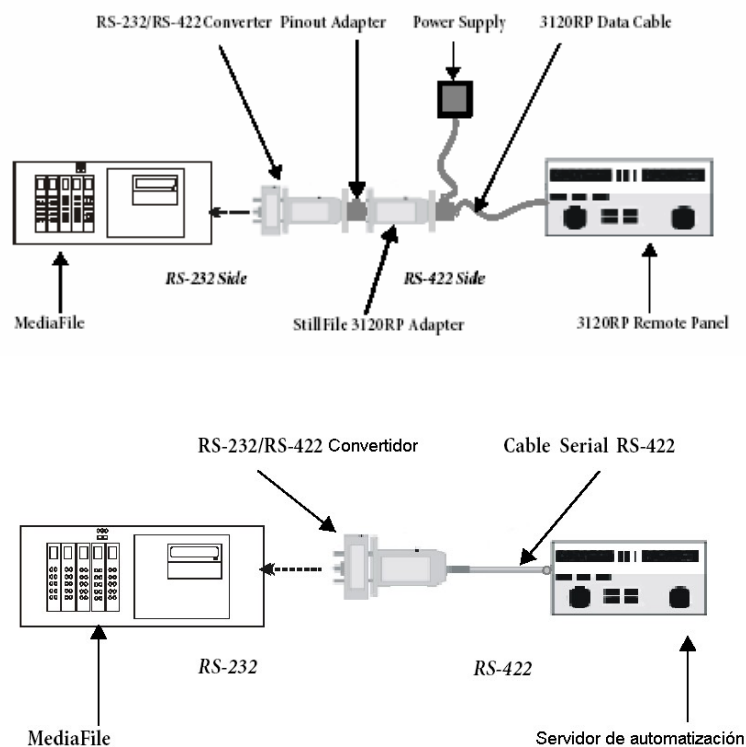 RS-232/RS-422 Converter Pinout Adapter Power Supply 3120RP Data Cable
RS-232 Side RS-422 Side
MediaFile StillFile 3120RP Adapter 3120RP Remote Panel
RS-232/RS-422 Convertidor Cable Serial RS-422
RS-232 RS-422
MediaFile Servidor de automatización